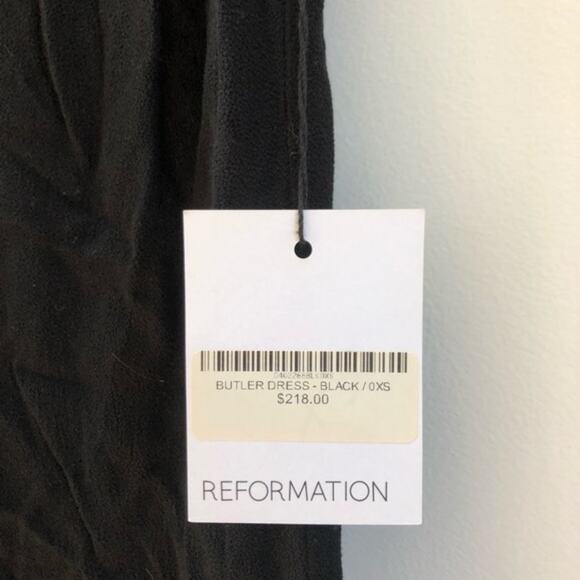 BUTLER DRESS - BLACK / 0XS
$218.00
REFORMATION